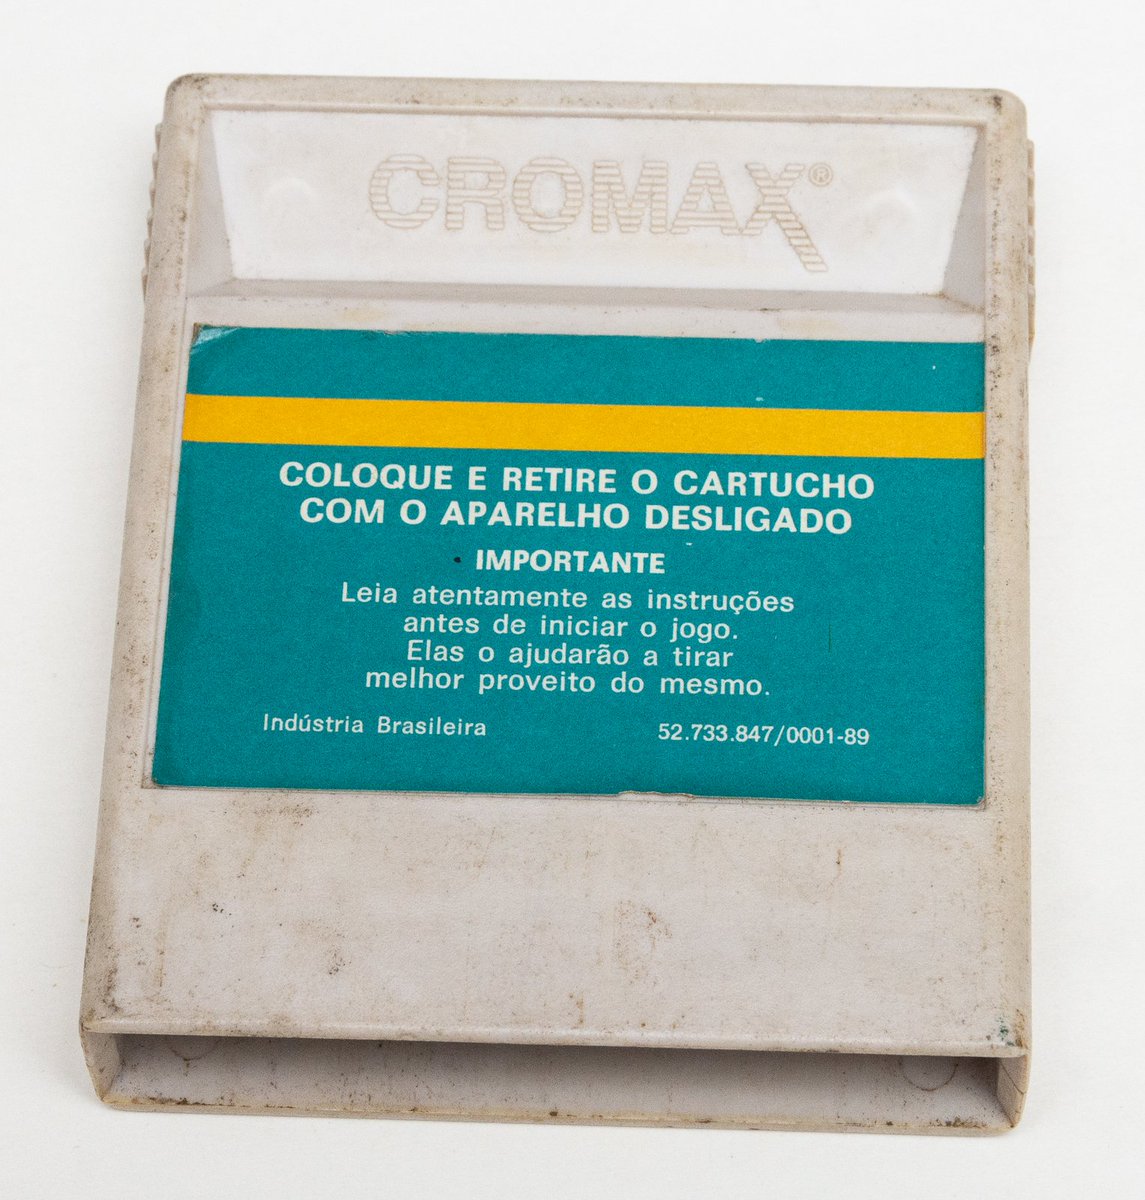 CROMAX®
COLOQUE E RETIRE O CARTUCHO
COM O APARELHO DESLIGADO
IMPORTANTE
Leia atentamente as instruções
antes de iniciar o jogo.
Elas o ajudarão a tirar
melhor proveito do mesmo.
Indústria Brasileira 52.733.847/0001-89